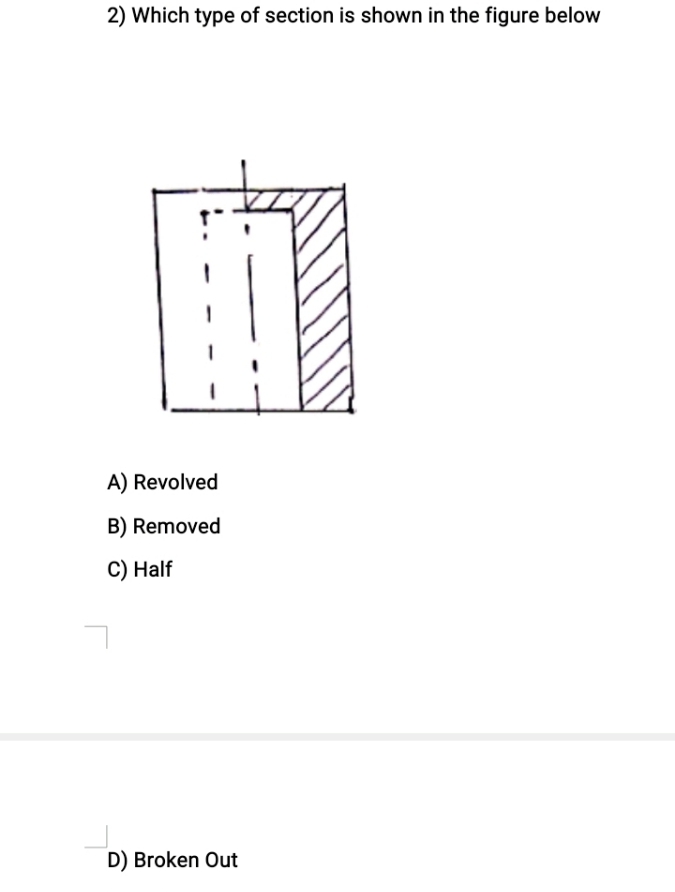 2) Which type of section is shown in the figure below
A) Revolved
B) Removed
C) Half
D) Broken Out